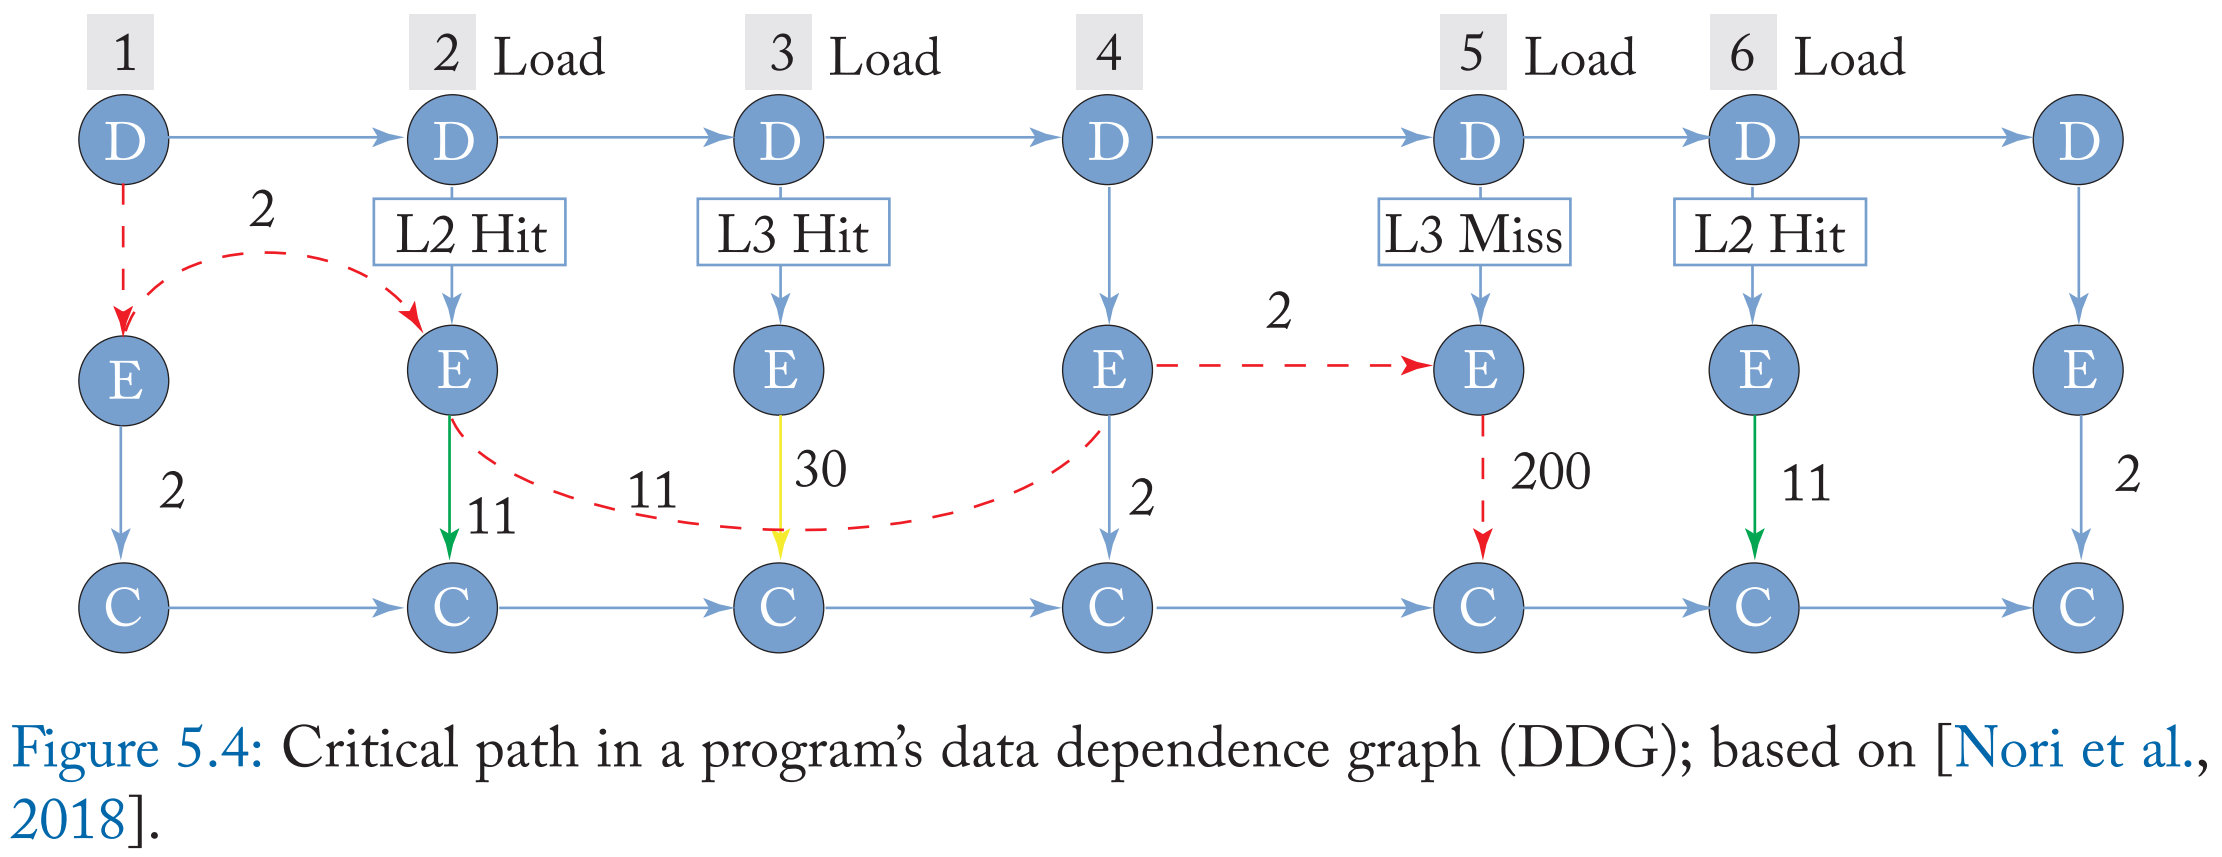 1 2 Load 3 Load 4 5 Load 6 Load
D D D D D D D
2 L2 Hit L3 Hit L3 Miss L2 Hit
2
E E E E E E E
2 11 11 30 2 200 11 2
C C C C C C C
Figure 5.4: Critical path in a program’s data dependence graph (DDG); based on [Nori et al.,
2018].